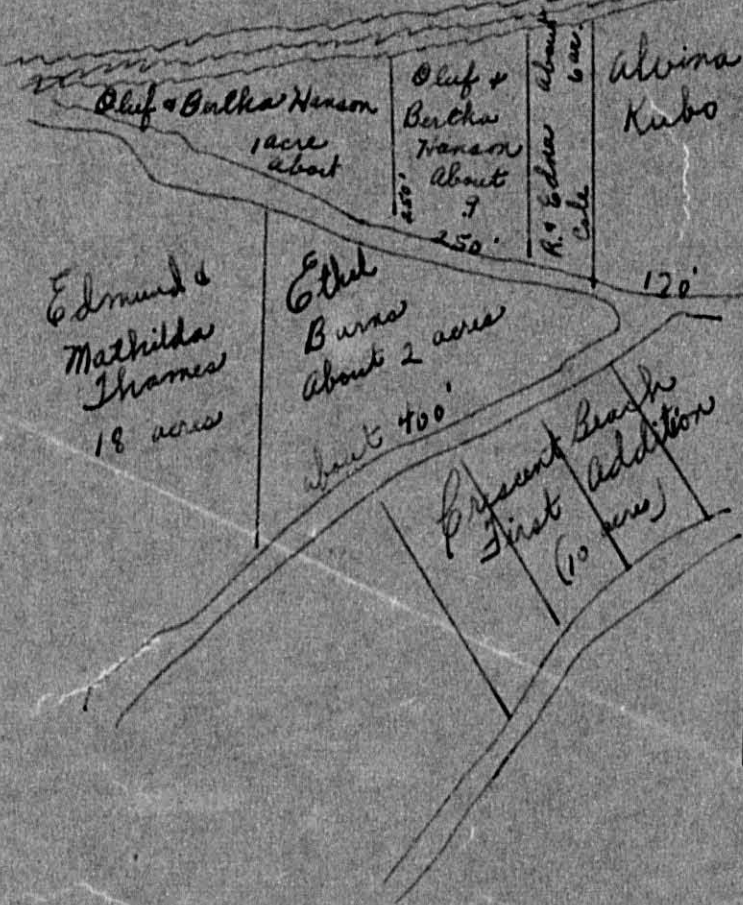 Oluf & Bertha Hanson
1 acre
about
250'
Oluf &
Bertha
Hanson
About
.9
250'
R. & Edna
Cole
about
6 ac.
Alvina
Kubo
120'
Edmund &
Mathilda
Thames
18 acres
Ethel
Burns
About 2 acres
about 400'
Crescent Beach
First Addition
(10 acres)